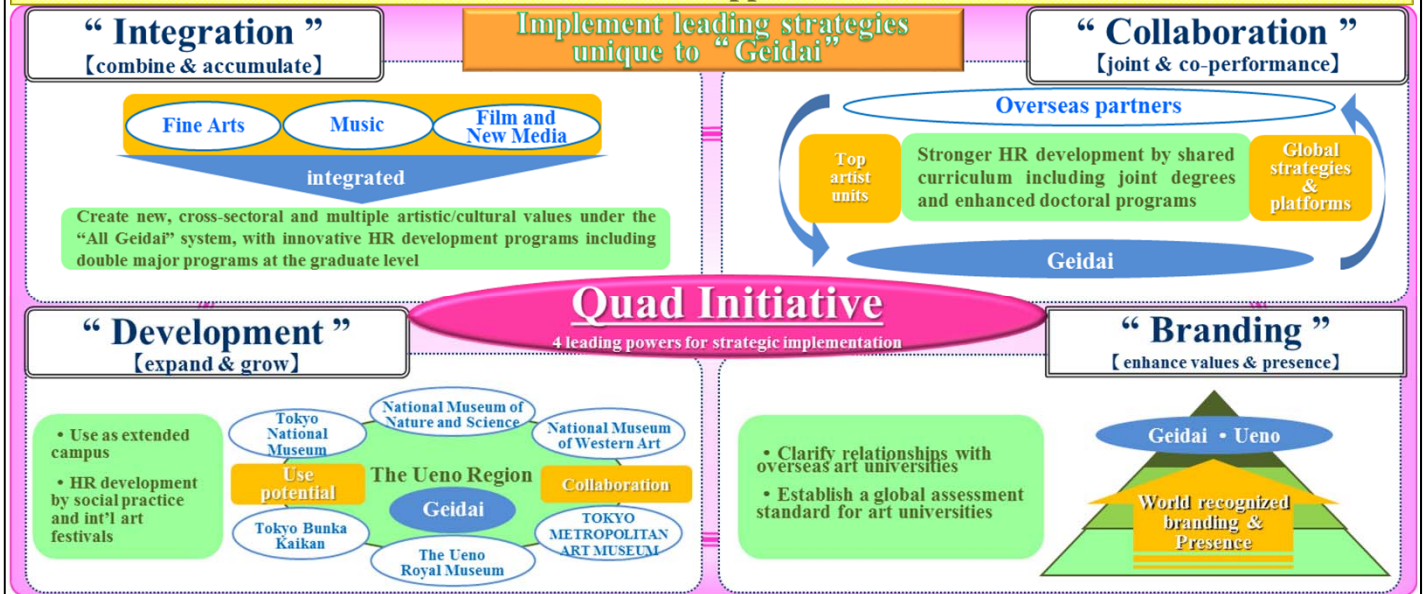 Implement leading strategies
unique to “Geidai”
“ Integration ”
【combine & accumulate】
Fine Arts
Music
Film and
New Media
integrated
Create new, cross-sectoral and multiple artistic/cultural values under the
“All Geidai” system, with innovative HR development programs including
double major programs at the graduate level
“ Collaboration ”
【joint & co-performance】
Overseas partners
Top
artist
units
Stronger HR development by shared
curriculum including joint degrees
and enhanced doctoral programs
Global
strategies
&
platforms
Geidai
Quad Initiative
4 leading powers for strategic implementation
“ Development ”
【expand & grow】
・Use as extended
campus
・HR development
by social practice
and int’l art
festivals
Tokyo
National
Museum
National Museum of
Nature and Science
National Museum
of Western Art
Use
potential
The Ueno Region
Collaboration
Geidai
Tokyo Bunka
Kaikan
The Ueno
Royal Museum
TOKYO
METROPOLITAN
ART MUSEUM
“ Branding ”
【enhance values & presence】
・Clarify relationships with
overseas art universities
・Establish a global assessment
standard for art universities
Geidai ・Ueno
World recognized
branding &
Presence